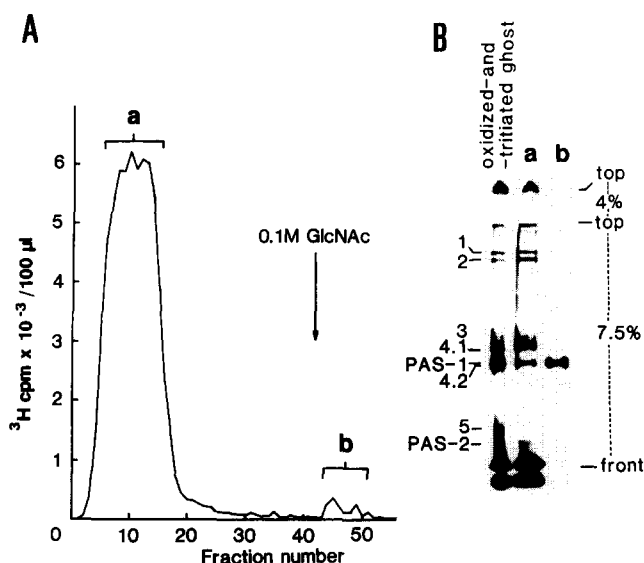 A
B
³H cpm x 10⁻³/100 µl
6
5
4
3
2
1
0
10
20
30
40
50
Fraction number
a
0.1M GlcNAc
b
oxidized-and
-tritiated ghost
a
b
top
4%
top
1
2
3
4.1
7.5%
PAS-1
4.2
5
PAS-2
front